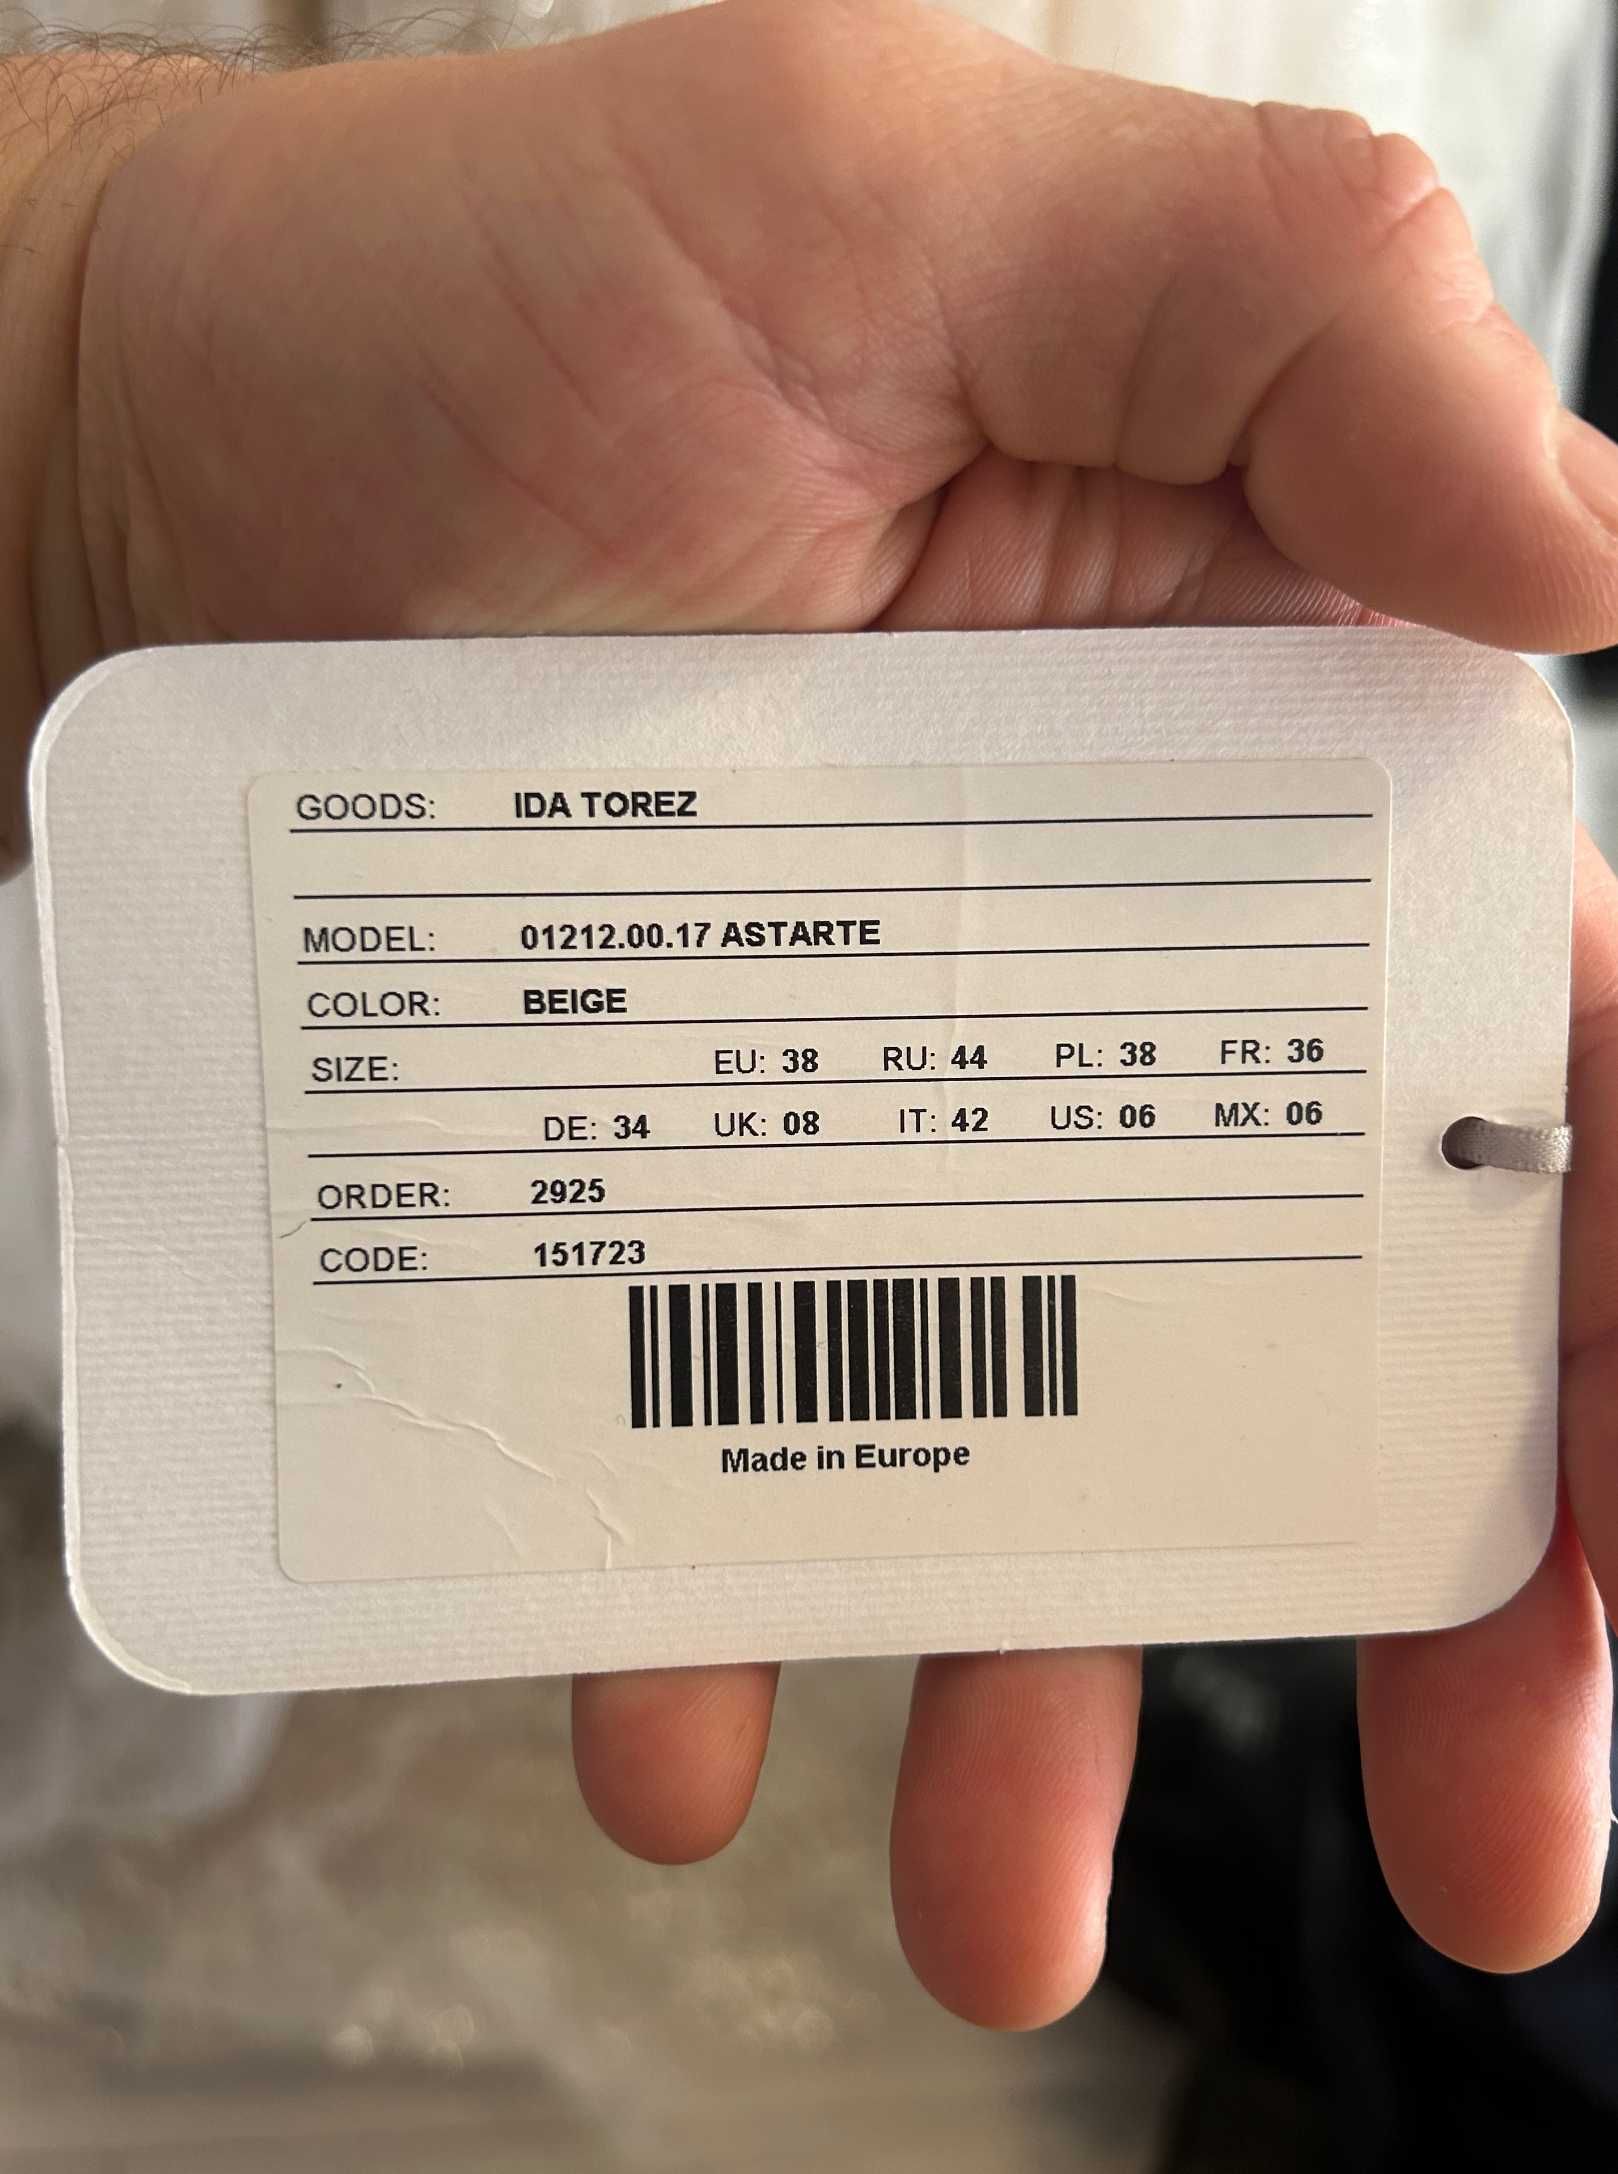 GOODS: IDA TOREZ
MODEL: 01212.00.17 ASTARTE
COLOR: BEIGE
SIZE: EU: 38 RU: 44 PL: 38 FR: 36
DE: 34 UK: 08 IT: 42 US: 06 MX: 06
ORDER: 2925
CODE: 151723
Made in Europe